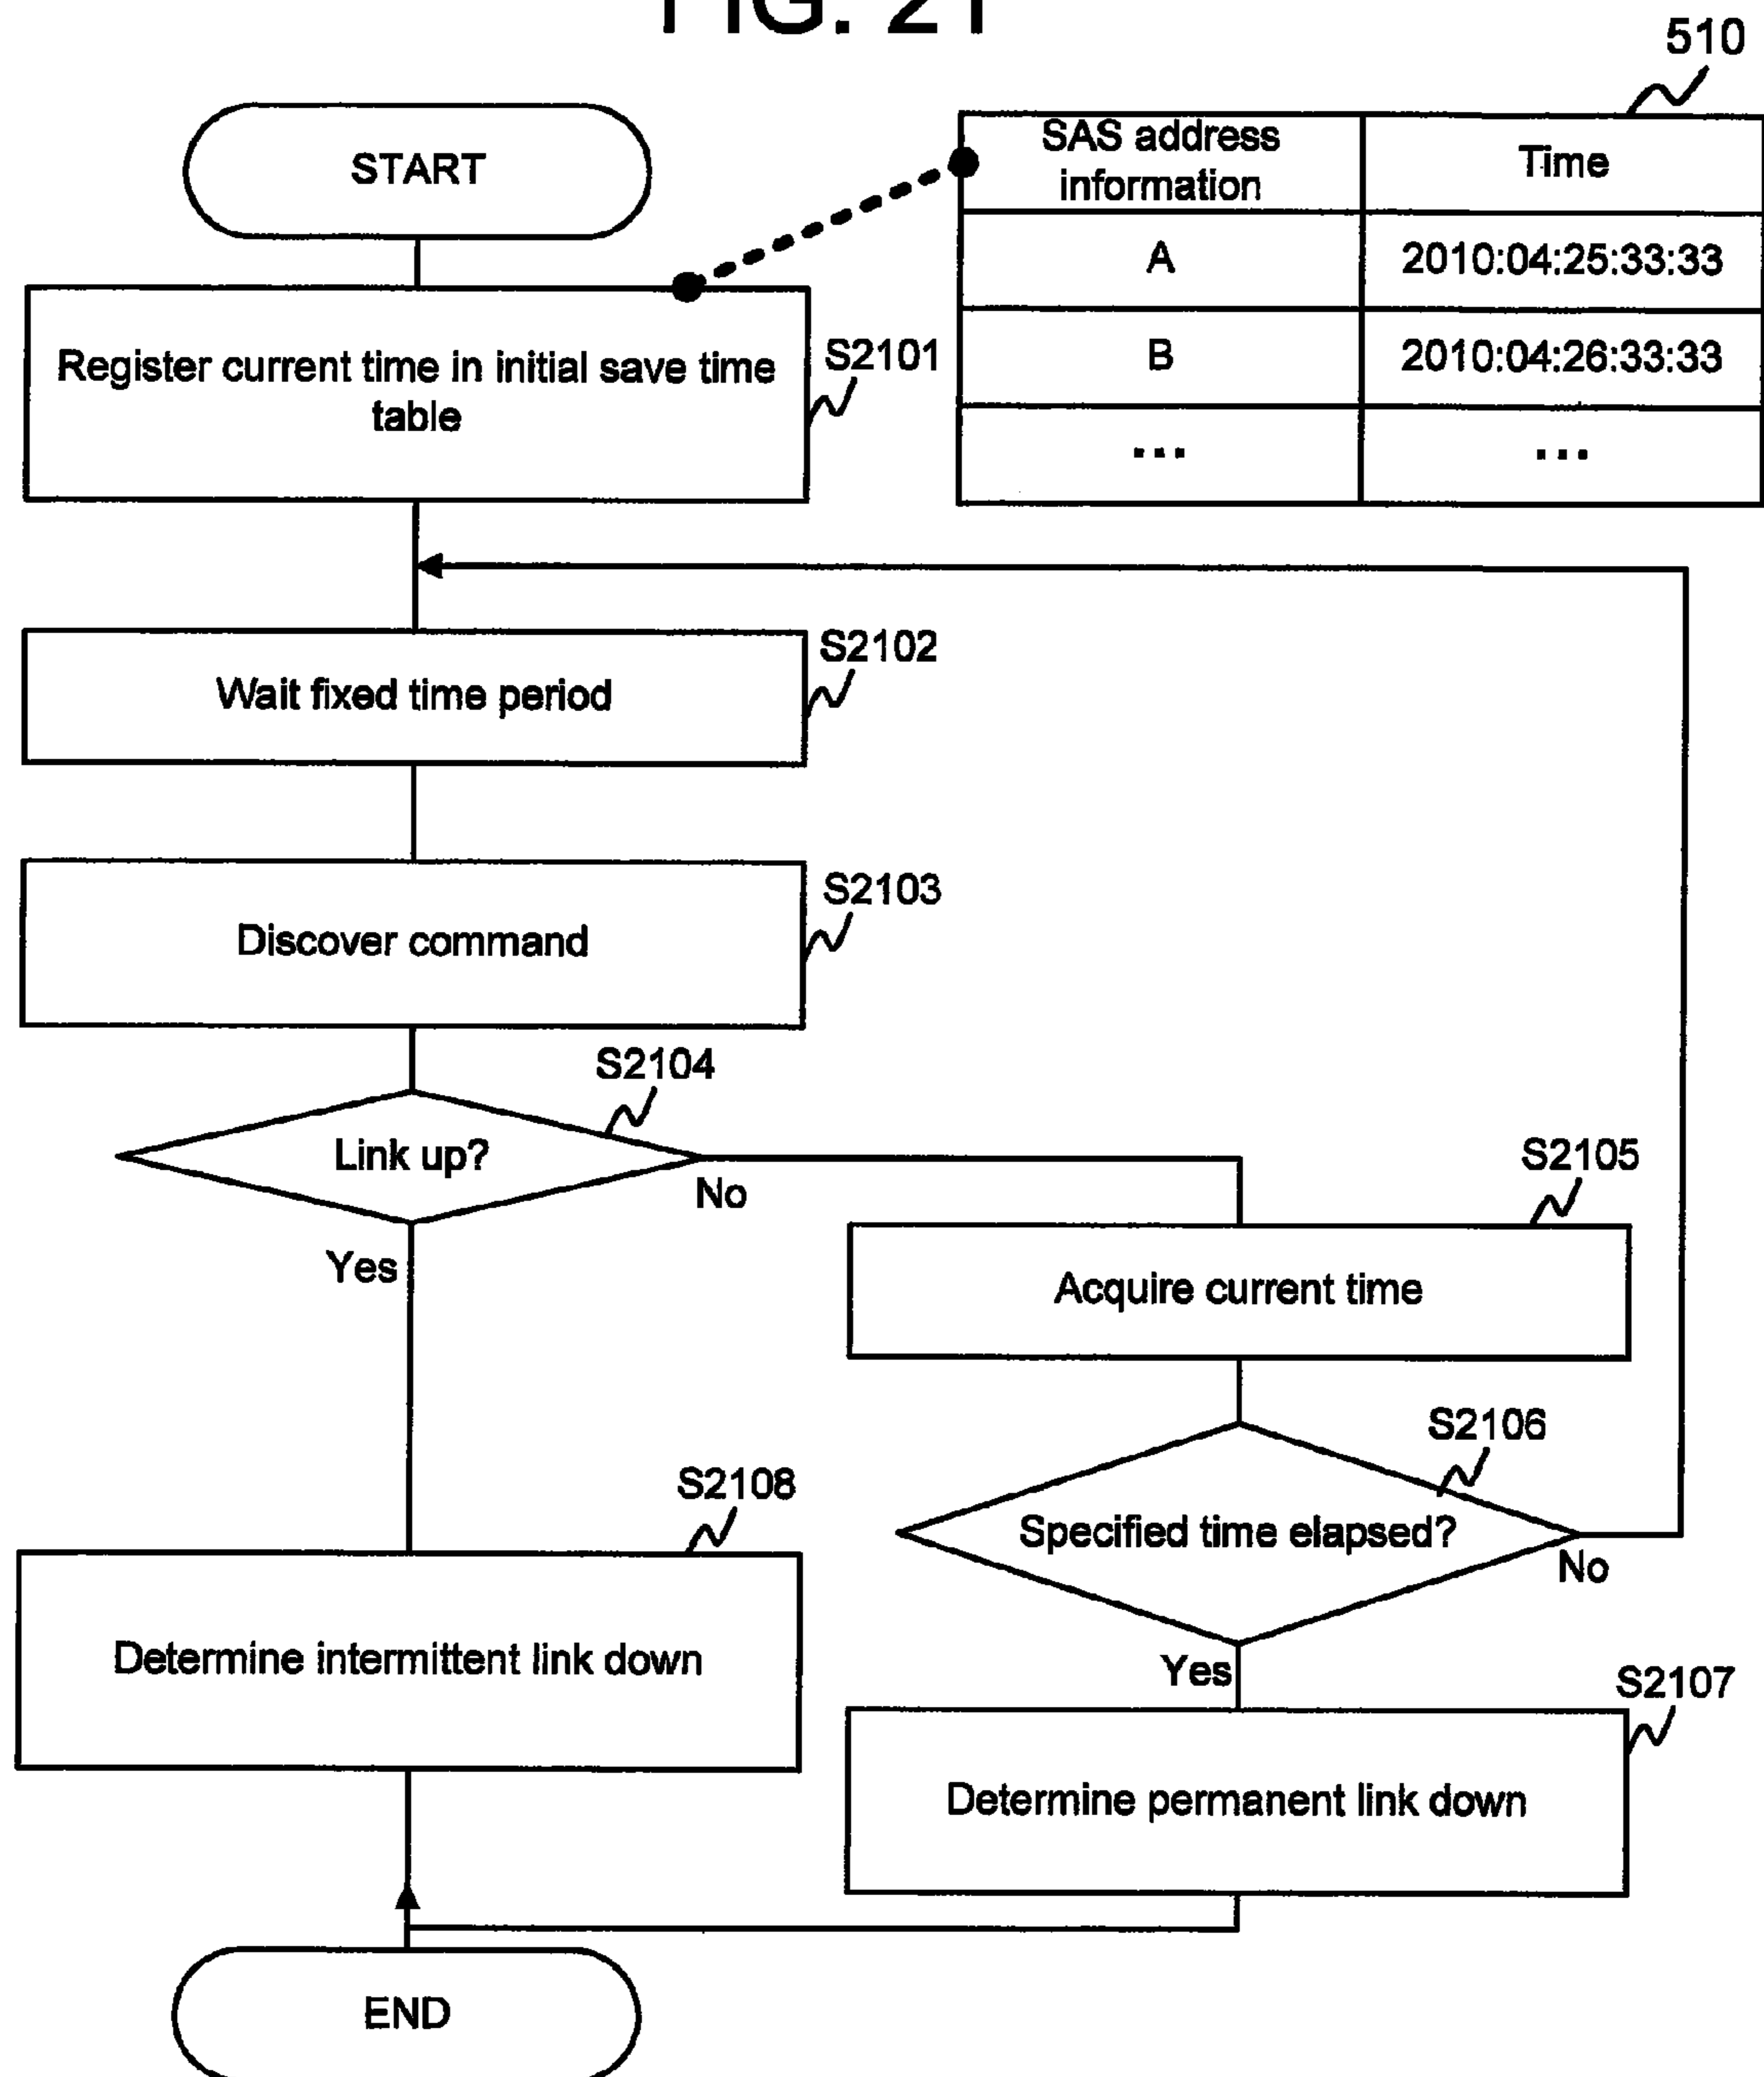 FIG. 21
510
START
SAS address
information
Time
A
2010:04:25:33:33
B
2010:04:26:33:33
...
...
Register current time in initial save time
table
S2101
S2102
Wait fixed time period
S2103
Discover command
S2104
Link up?
No
Yes
S2105
Acquire current time
S2106
Specified time elapsed?
No
Yes
S2108
Determine intermittent link down
S2107
Determine permanent link down
END